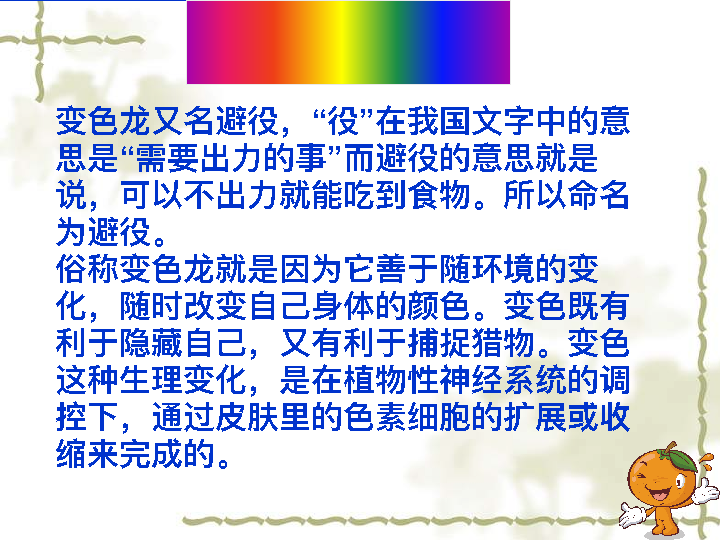 变色龙又名避役，“役”在我国文字中的意
思是“需要出力的事”而避役的意思就是
说，可以不出力就能吃到食物。所以命名
为避役。
俗称变色龙就是因为它善于随环境的变
化，随时改变自己身体的颜色。变色既有
利于隐藏自己，又有利于捕捉猎物。变色
这种生理变化，是在植物性神经系统的调
控下，通过皮肤里的色素细胞的扩展或收
缩来完成的。